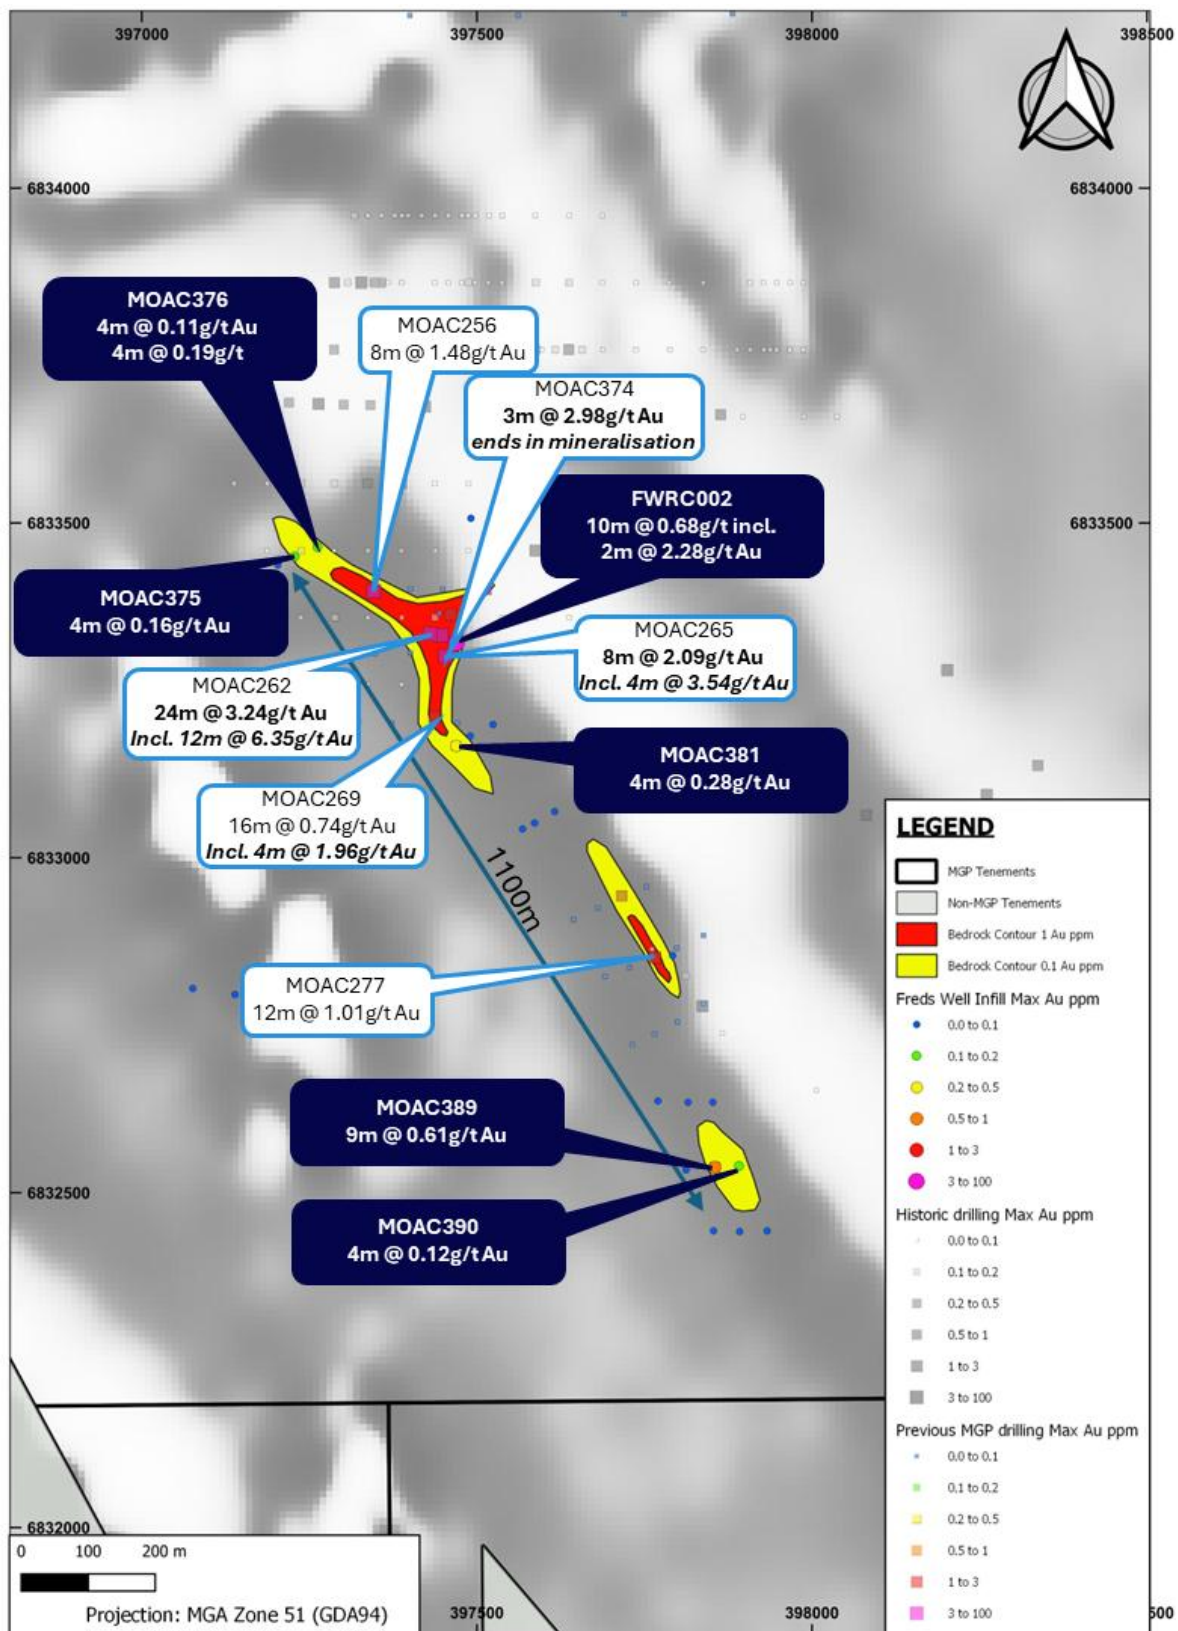 397000
397500
398000
398500
6834000
6834000
MOAC376
4m @ 0.11g/t Au
4m @ 0.19g/t
MOAC256
8m @ 1.48g/t Au
MOAC374
3m @ 2.98g/t Au
ends in mineralisation
FWRC002
10m @ 0.68g/t incl.
2m @ 2.28g/t Au
6833500
6833500
MOAC375
4m @ 0.16g/t Au
MOAC265
8m @ 2.09g/t Au
Incl. 4m @ 3.54g/t Au
MOAC262
24m @ 3.24g/t Au
Incl. 12m @ 6.35g/t Au
MOAC381
4m @ 0.28g/t Au
MOAC269
16m @ 0.74g/t Au
Incl. 4m @ 1.96g/t Au
6833000
1100m
MOAC277
12m @ 1.01g/t Au
MOAC389
9m @ 0.61g/t Au
6832500
MOAC390
4m @ 0.12g/t Au
6832000
LEGEND
MGP Tenements
Non-MGP Tenements
Bedrock Contour 1 Au ppm
Bedrock Contour 0.1 Au ppm
Freds Well Infill Max Au ppm
0.0 to 0.1
0.1 to 0.2
0.2 to 0.5
0.5 to 1
1 to 3
3 to 100
Historic drilling Max Au ppm
0.0 to 0.1
0.1 to 0.2
0.2 to 0.5
0.5 to 1
1 to 3
3 to 100
Previous MGP drilling Max Au ppm
0.0 to 0.1
0.1 to 0.2
0.2 to 0.5
0.5 to 1
1 to 3
3 to 100
0 100 200 m
Projection: MGA Zone 51 (GDA94)
397500
398000
500